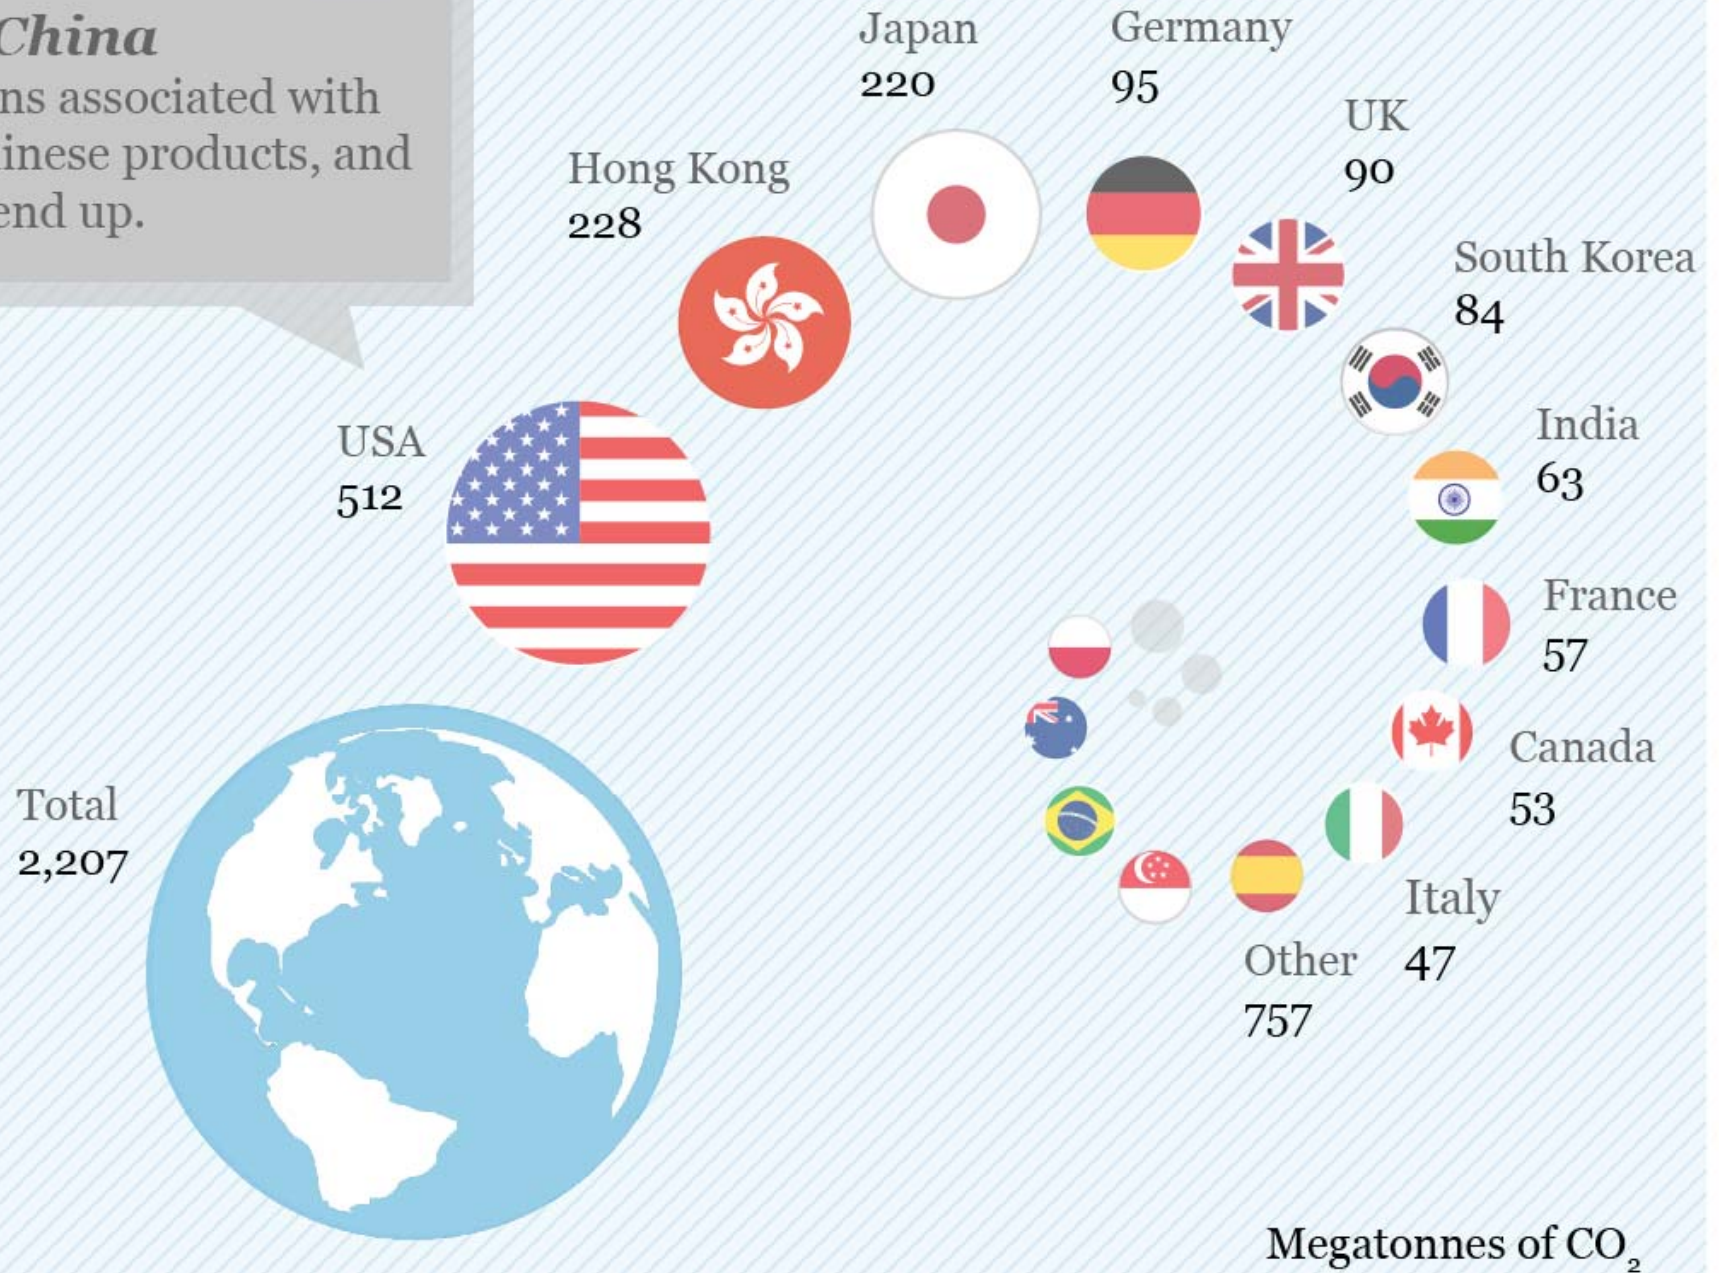 China
ns associated with
inese products, and
end up.
Japan
220
Germany
95
UK
90
Hong Kong
228
South Korea
84
USA
512
India
63
France
57
Canada
53
Total
2,207
Italy
47
Other
757
Megatonnes of CO₂